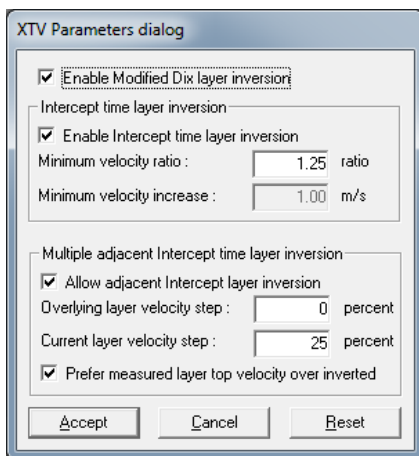 XTV Parameters dialog
Enable Modified Dix layer inversion
Intercept time layer inversion
Enable Intercept time layer inversion
Minimum velocity ratio : 1.25 ratio
Minimum velocity increase : 1.00 m/s
Multiple adjacent Intercept time layer inversion
Allow adjacent Intercept layer inversion
Overlying layer velocity step : 0 percent
Current layer velocity step : 25 percent
Prefer measured layer top velocity over inverted
Accept Cancel Reset